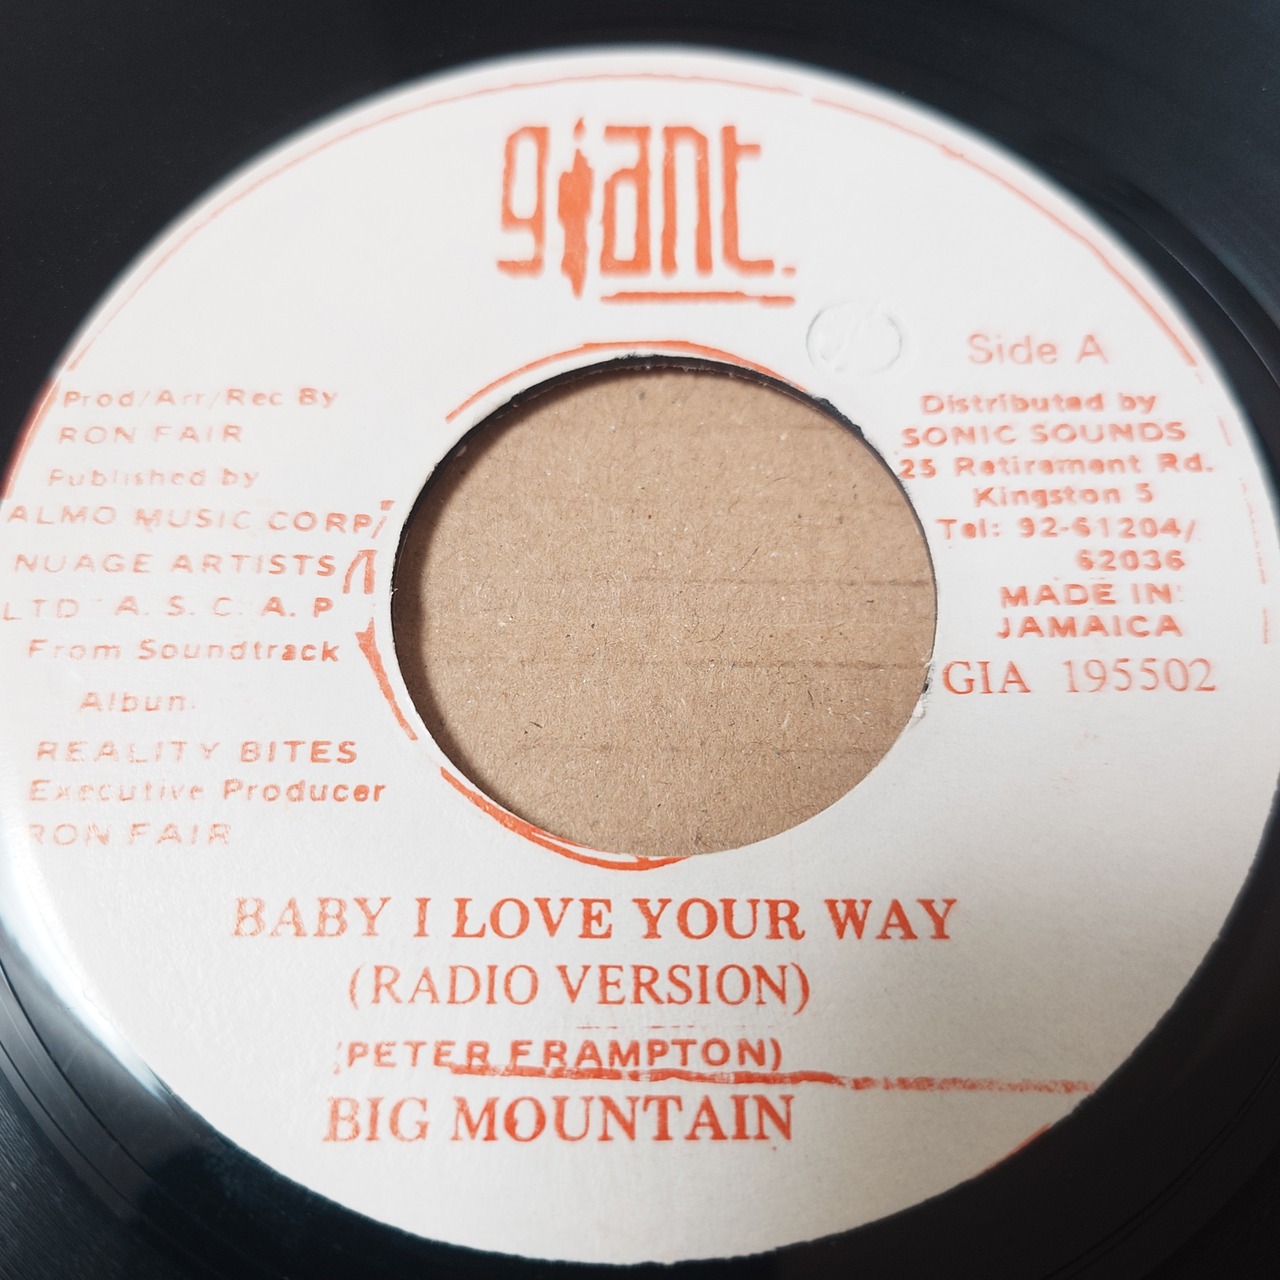 giant.
Side A
Prod/Arr/Rec By
RON FAIR
Published by
ALMO MUSIC CORP/
NUAGE ARTISTS
LTD A. S. C. A. P
From Soundtrack
Albun.
REALITY BITES
Executive Producer
RON FAIR
Distributed by
SONIC SOUNDS
25 Retirement Rd.
Kingston 5
Tel: 92-61204/
62036
MADE IN
JAMAICA
GIA 195502
BABY I LOVE YOUR WAY
(RADIO VERSION)
(PETER FRAMPTON)
BIG MOUNTAIN